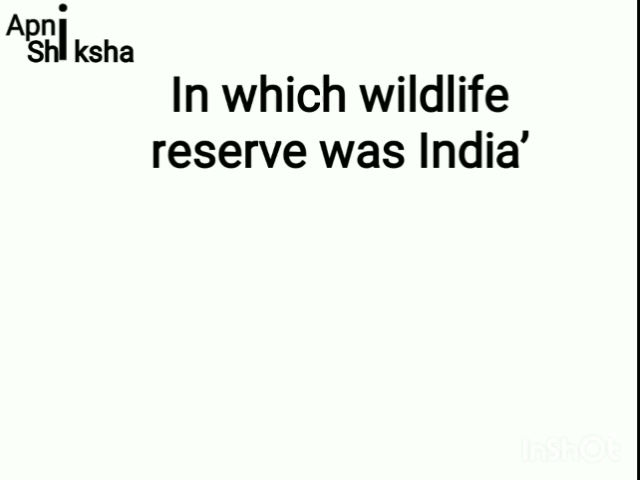 Apni
Shiksha
In which wildlife
reserve was India’
InShOt